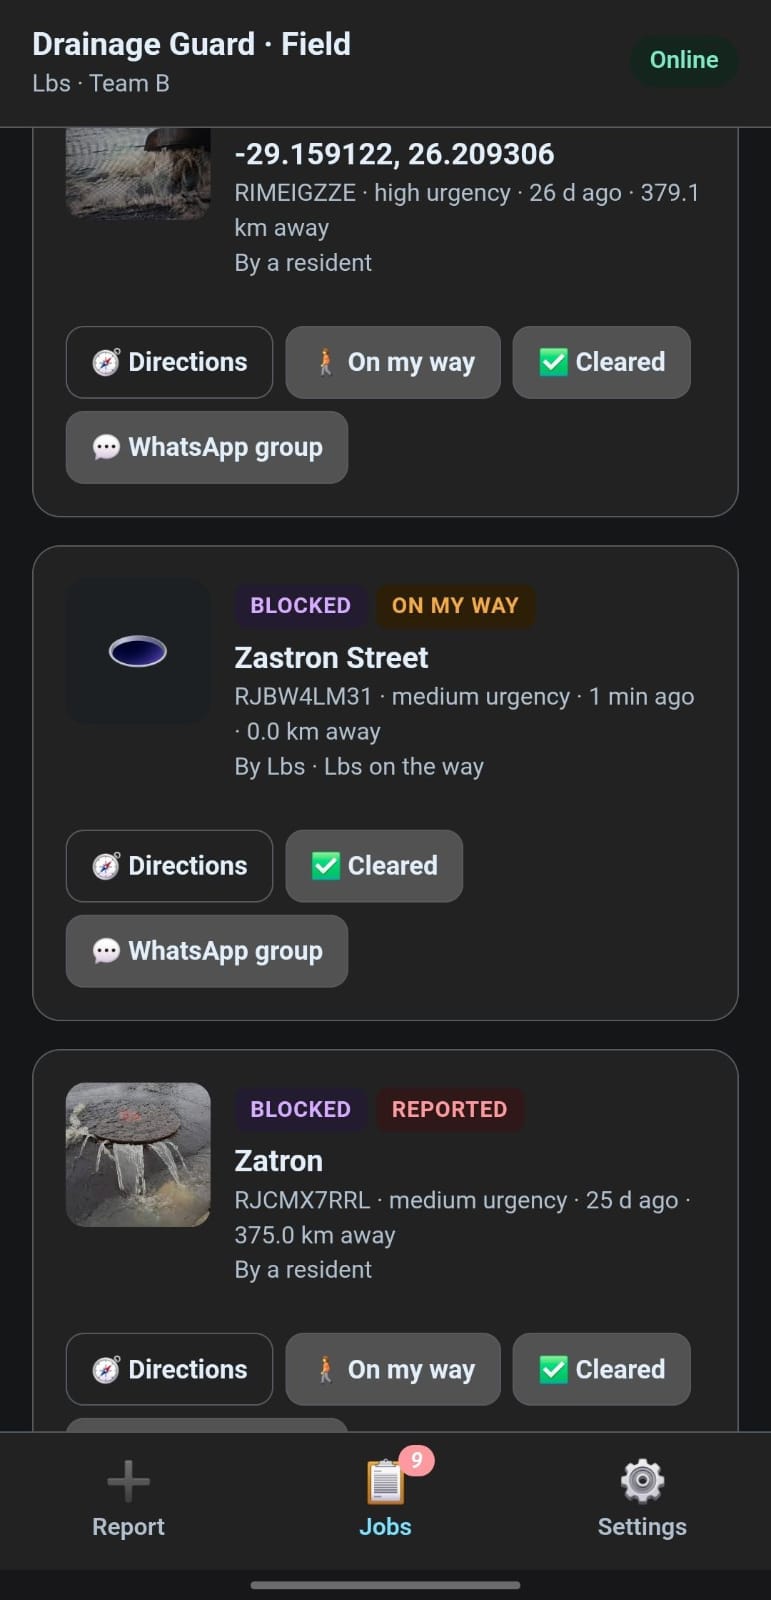 Drainage Guard · Field
Lbs · Team B
Online
-29.159122, 26.209306
RIMEIGZZE · high urgency · 26 d ago · 379.1
km away
By a resident
Directions
On my way
Cleared
WhatsApp group
BLOCKED
ON MY WAY
Zastron Street
RJBW4LM31 · medium urgency · 1 min ago
· 0.0 km away
By Lbs · Lbs on the way
Directions
Cleared
WhatsApp group
BLOCKED
REPORTED
Zatron
RJCMX7RRL · medium urgency · 25 d ago ·
375.0 km away
By a resident
Directions
On my way
Cleared
9
Report
Jobs
Settings